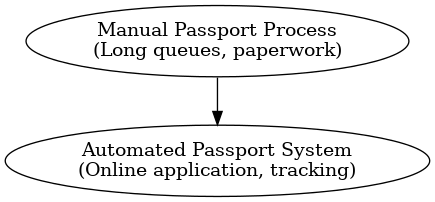 Manual Passport Process
(Long queues, paperwork)
Automated Passport System
(Online application, tracking)